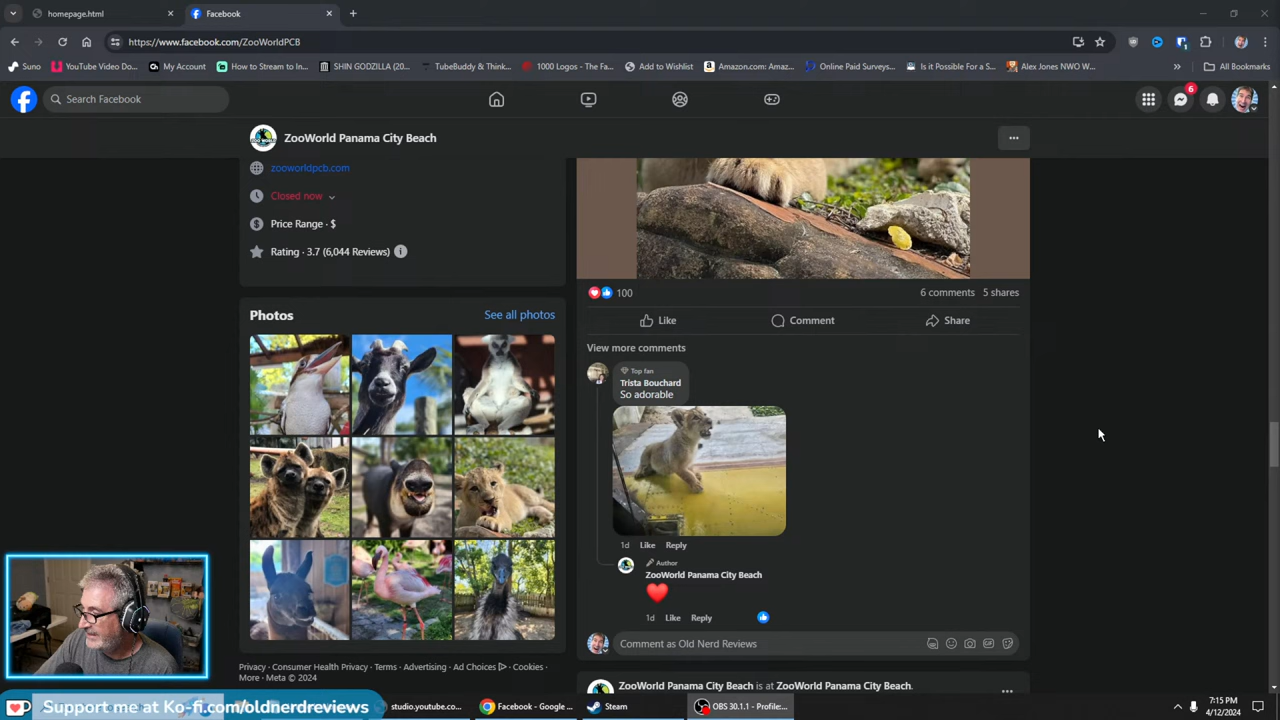 homepage.html
Facebook
https://www.facebook.com/ZooWorldPCB
Suno
YouTube Video Do...
My Account
How to Stream to In...
SHIN GODZILLA (20...
TubeBuddy & Think...
1000 Logos - The Fa...
Add to Wishlist
Amazon.com: Amaz...
Online Paid Surveys...
Is it Possible For a S...
Alex Jones NWO W...
All Bookmarks
Search Facebook
6
ZooWorld Panama City Beach
zooworldpcb.com
Closed now
Price Range · $
Rating · 3.7 (6,044 Reviews)
Photos
See all photos
Privacy · Consumer Health Privacy · Terms · Advertising · Ad Choices · Cookies ·
More · Meta © 2024
100
6 comments 5 shares
Like
Comment
Share
View more comments
Top fan
Trista Bouchard
So adorable
1d Like Reply
Author
ZooWorld Panama City Beach
1d Like Reply
Comment as Old Nerd Reviews
ZooWorld Panama City Beach is at ZooWorld Panama City Beach.
Support me at Ko-fi.com/oldnerdreviews
studio.youtube.co...
Facebook - Google ...
Steam
OBS 30.1.1 - Profile:...
7:15 PM
4/12/2024